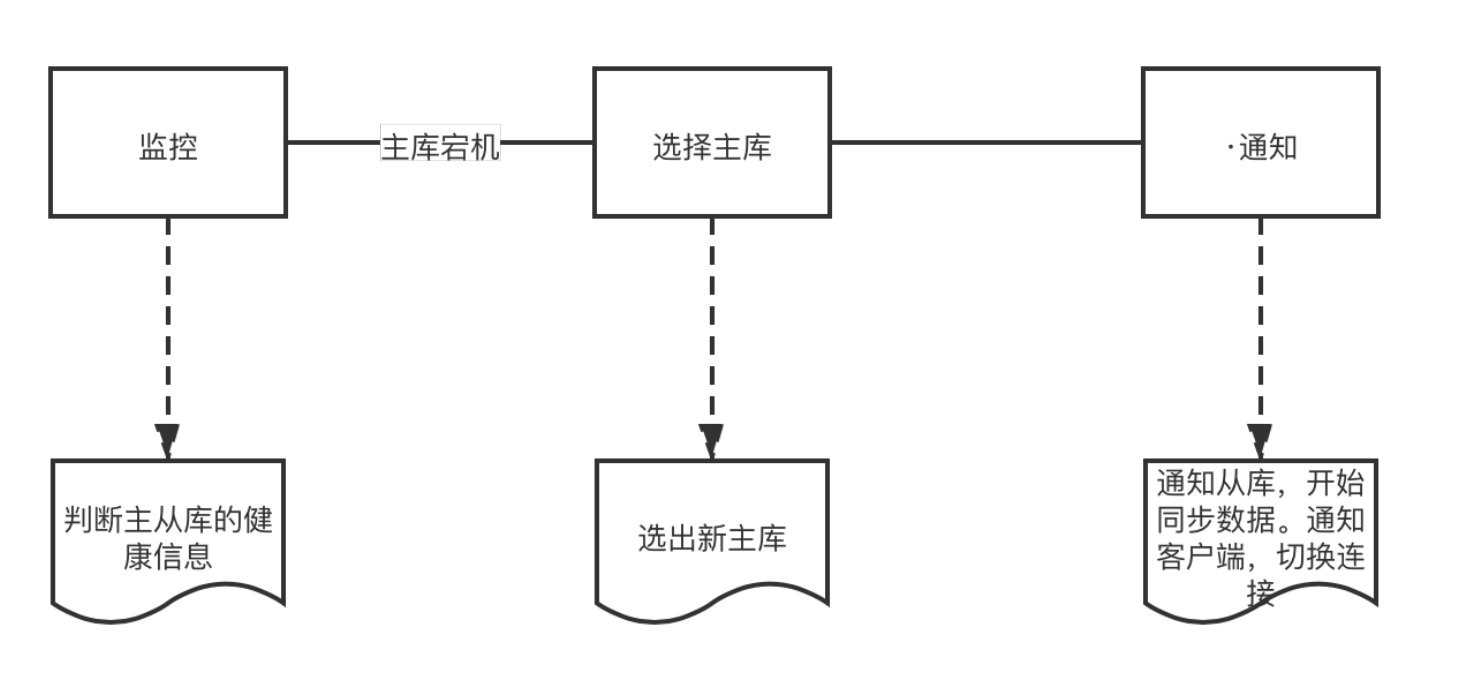 监控
主库宕机
选择主库
·通知
判断主从库的健
康信息
选出新主库
通知从库，开始
同步数据。通知
客户端，切换连
接